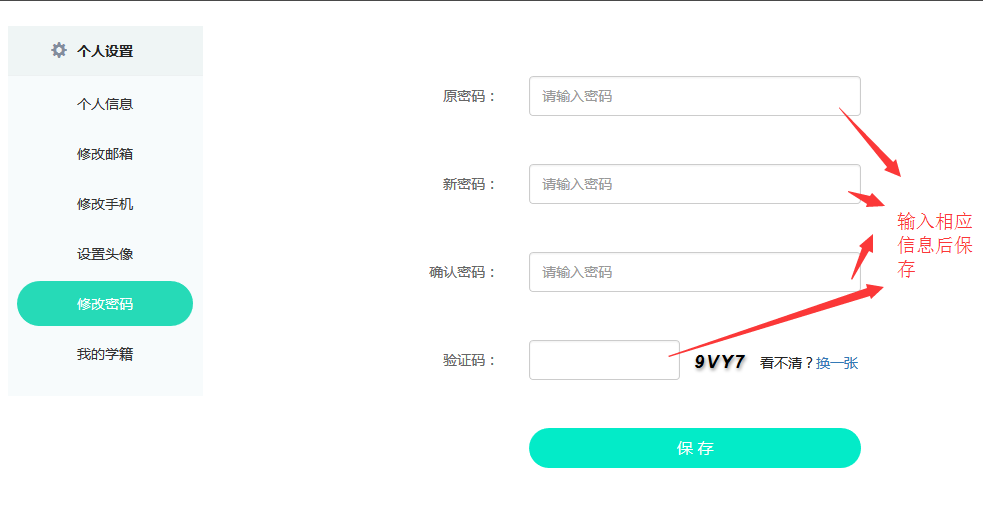 个人设置
个人信息
修改邮箱
修改手机
设置头像
修改密码
我的学籍
原密码：
请输入密码
新密码：
请输入密码
确认密码：
请输入密码
验证码：
9VY7
看不清？换一张
保 存
输入相应
信息后保
存